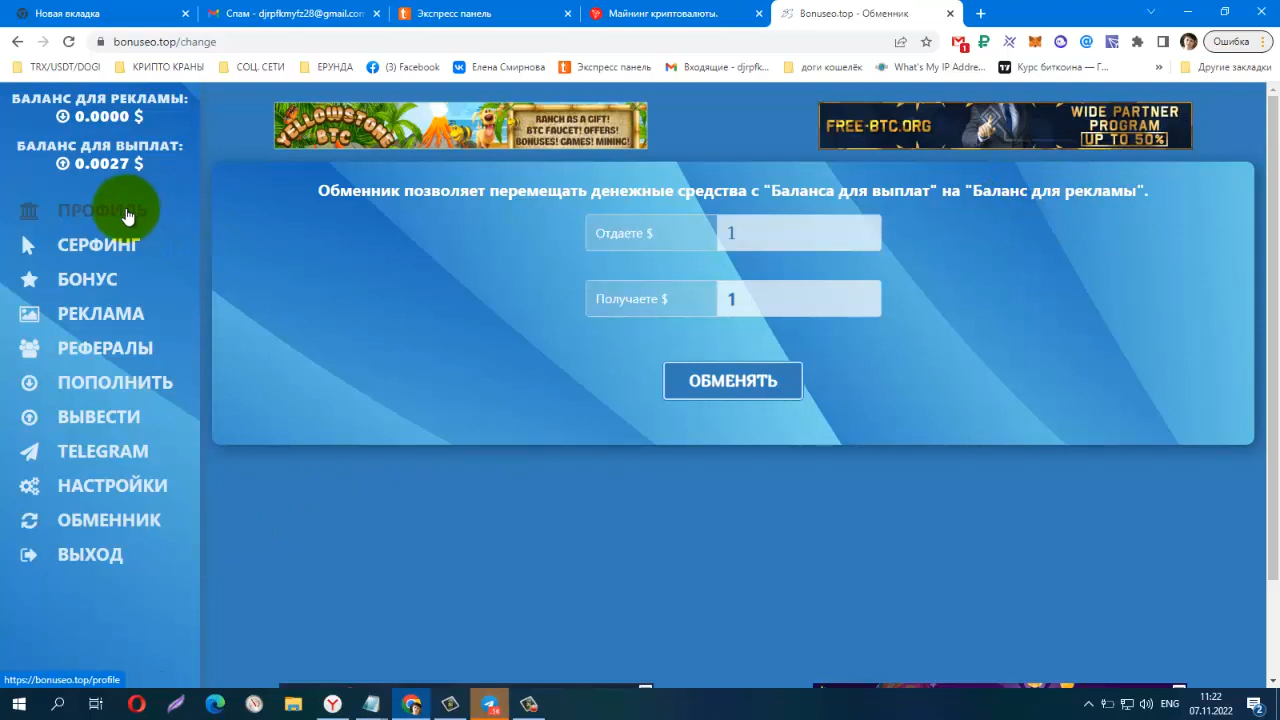 Новая вкладка
Спам - djrpfkmyfz28@gmail.com
Экспресс панель
Майнинг криптовалюты.
Bonuseo.top - Обменник
bonuseo.top/change
1
Ошибка
TRX/USDT/DOGI
КРИПТО КРАНЫ
СОЦ. СЕТИ
ЕРУНДА
(3) Facebook
Елена Смирнова
Экспресс панель
Входящие - djrpfk...
доги кошелёк
What's My IP Addre...
Курс биткоина — Г...
»
Другие закладки
БАЛАНС ДЛЯ РЕКЛАМЫ:
0.0000 $
БАЛАНС ДЛЯ ВЫПЛАТ:
0.0027 $
ПРОФИЛЬ
СЕРФИНГ
БОНУС
РЕКЛАМА
РЕФЕРАЛЫ
ПОПОЛНИТЬ
ВЫВЕСТИ
TELEGRAM
НАСТРОЙКИ
ОБМЕННИК
ВЫХОД
YELLOWSTONE
BTC
RANCH AS A GIFT!
BTC FAUCET! OFFERS!
BONUSES! GAMES! MINING!
FREE-BTC.ORG
WIDE PARTNER
PROGRAM
UP TO 50%
Обменник позволяет перемещать денежные средства с "Баланса для выплат" на "Баланс для рекламы".
Отдаете $
1
Получаете $
1
ОБМЕНЯТЬ
https://bonuseo.top/profile
ENG
11:22
07.11.2022
2